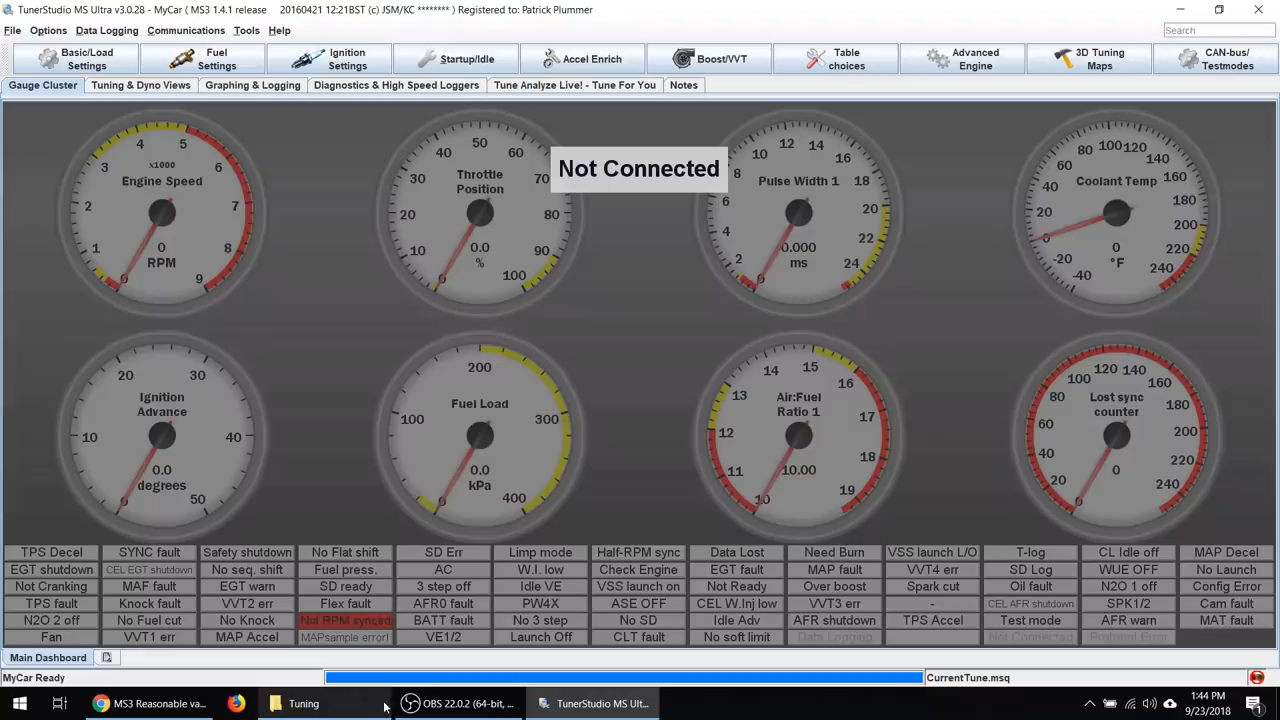 TunerStudio MS Ultra v3.0.28 - MyCar ( MS3 1.4.1 release 20160421 12:21BST (c) JSM/KC ******** ) Registered to: Patrick Plummer
File Options Data Logging Communications Tools Help
Search
Basic/Load Settings
Fuel Settings
Ignition Settings
Startup/Idle
Accel Enrich
Boost/VVT
Table choices
Advanced Engine
3D Tuning Maps
CAN-bus/ Testmodes
Gauge Cluster Tuning & Dyno Views Graphing & Logging Diagnostics & High Speed Loggers Tune Analyze Live! - Tune For You Notes
Not Connected
0 1 2 3 4 5 6 7 8 9
x1000
Engine Speed
0
RPM
0 10 20 30 40 50 60 70 80 90 100
Throttle
Position
0.0
%
0 2 4 6 8 10 12 14 16 18 20 22 24
Pulse Width 1
0.000
ms
-40 -20 0 20 40 60 80 100 120 140 160 180 200 220 240
Coolant Temp
0
°F
0 10 20 30 40 50
Ignition
Advance
0.0
degrees
0 100 200 300 400
Fuel Load
0.0
kPa
10 11 12 13 14 15 16 17 18 19
Air:Fuel
Ratio 1
10.00
0 20 40 60 80 100 120 140 160 180 200 220 240
Lost sync
counter
0
TPS Decel SYNC fault Safety shutdown No Flat shift SD Err Limp mode Half-RPM sync Data Lost Need Burn VSS launch L/O T-log CL Idle off MAP Decel
EGT shutdown CEL EGT shutdown No seq. shift Fuel press. AC W.I. low Check Engine EGT fault MAP fault VVT4 err SD Log WUE OFF No Launch
Not Cranking MAF fault EGT warn SD ready 3 step off Idle VE VSS launch on Not Ready Over boost Spark cut Oil fault N2O 1 off Config Error
TPS fault Knock fault VVT2 err Flex fault AFR0 fault PW4X ASE OFF CEL W.Inj low VVT3 err - CEL AFR shutdown SPK1/2 Cam fault
N2O 2 off No Fuel cut No Knock Not RPM synced BATT fault No 3 step No SD Idle Adv AFR shutdown TPS Accel Test mode AFR warn MAT fault
Fan VVT1 err MAP Accel MAPsample error! VE1/2 Launch Off CLT fault No soft limit Data Logging Not Connected Protocol Error
Main Dashboard
MyCar Ready
CurrentTune.msq
MS3 Reasonable va...
Tuning
OBS 22.0.2 (64-bit, ...
TunerStudio MS Ult...
1:44 PM
9/23/2018